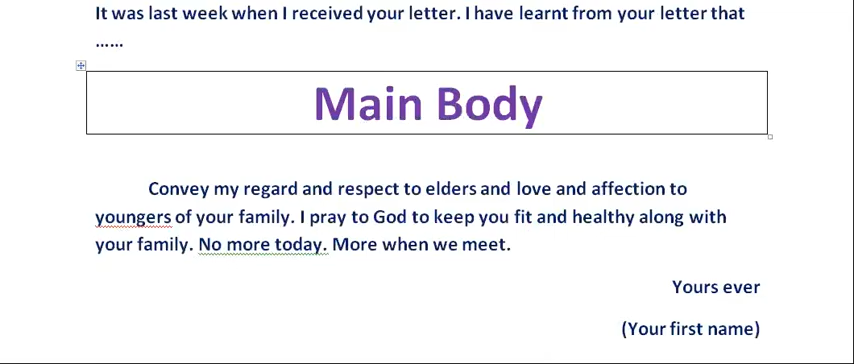 It was last week when I received your letter. I have learnt from your letter that
......
Main Body
Convey my regard and respect to elders and love and affection to
youngers of your family. I pray to God to keep you fit and healthy along with
your family. No more today. More when we meet.
Yours ever
(Your first name)